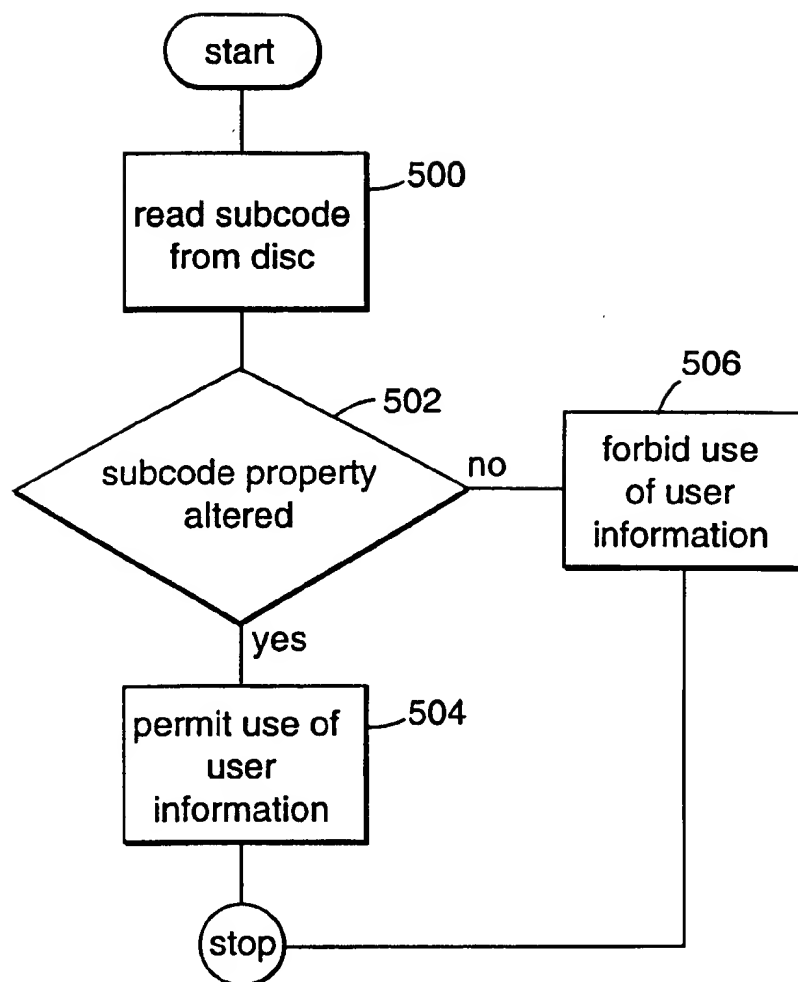 start
500
read subcode
from disc
502
subcode property
altered
no
506
forbid use
of user
information
yes
504
permit use of
user
information
stop